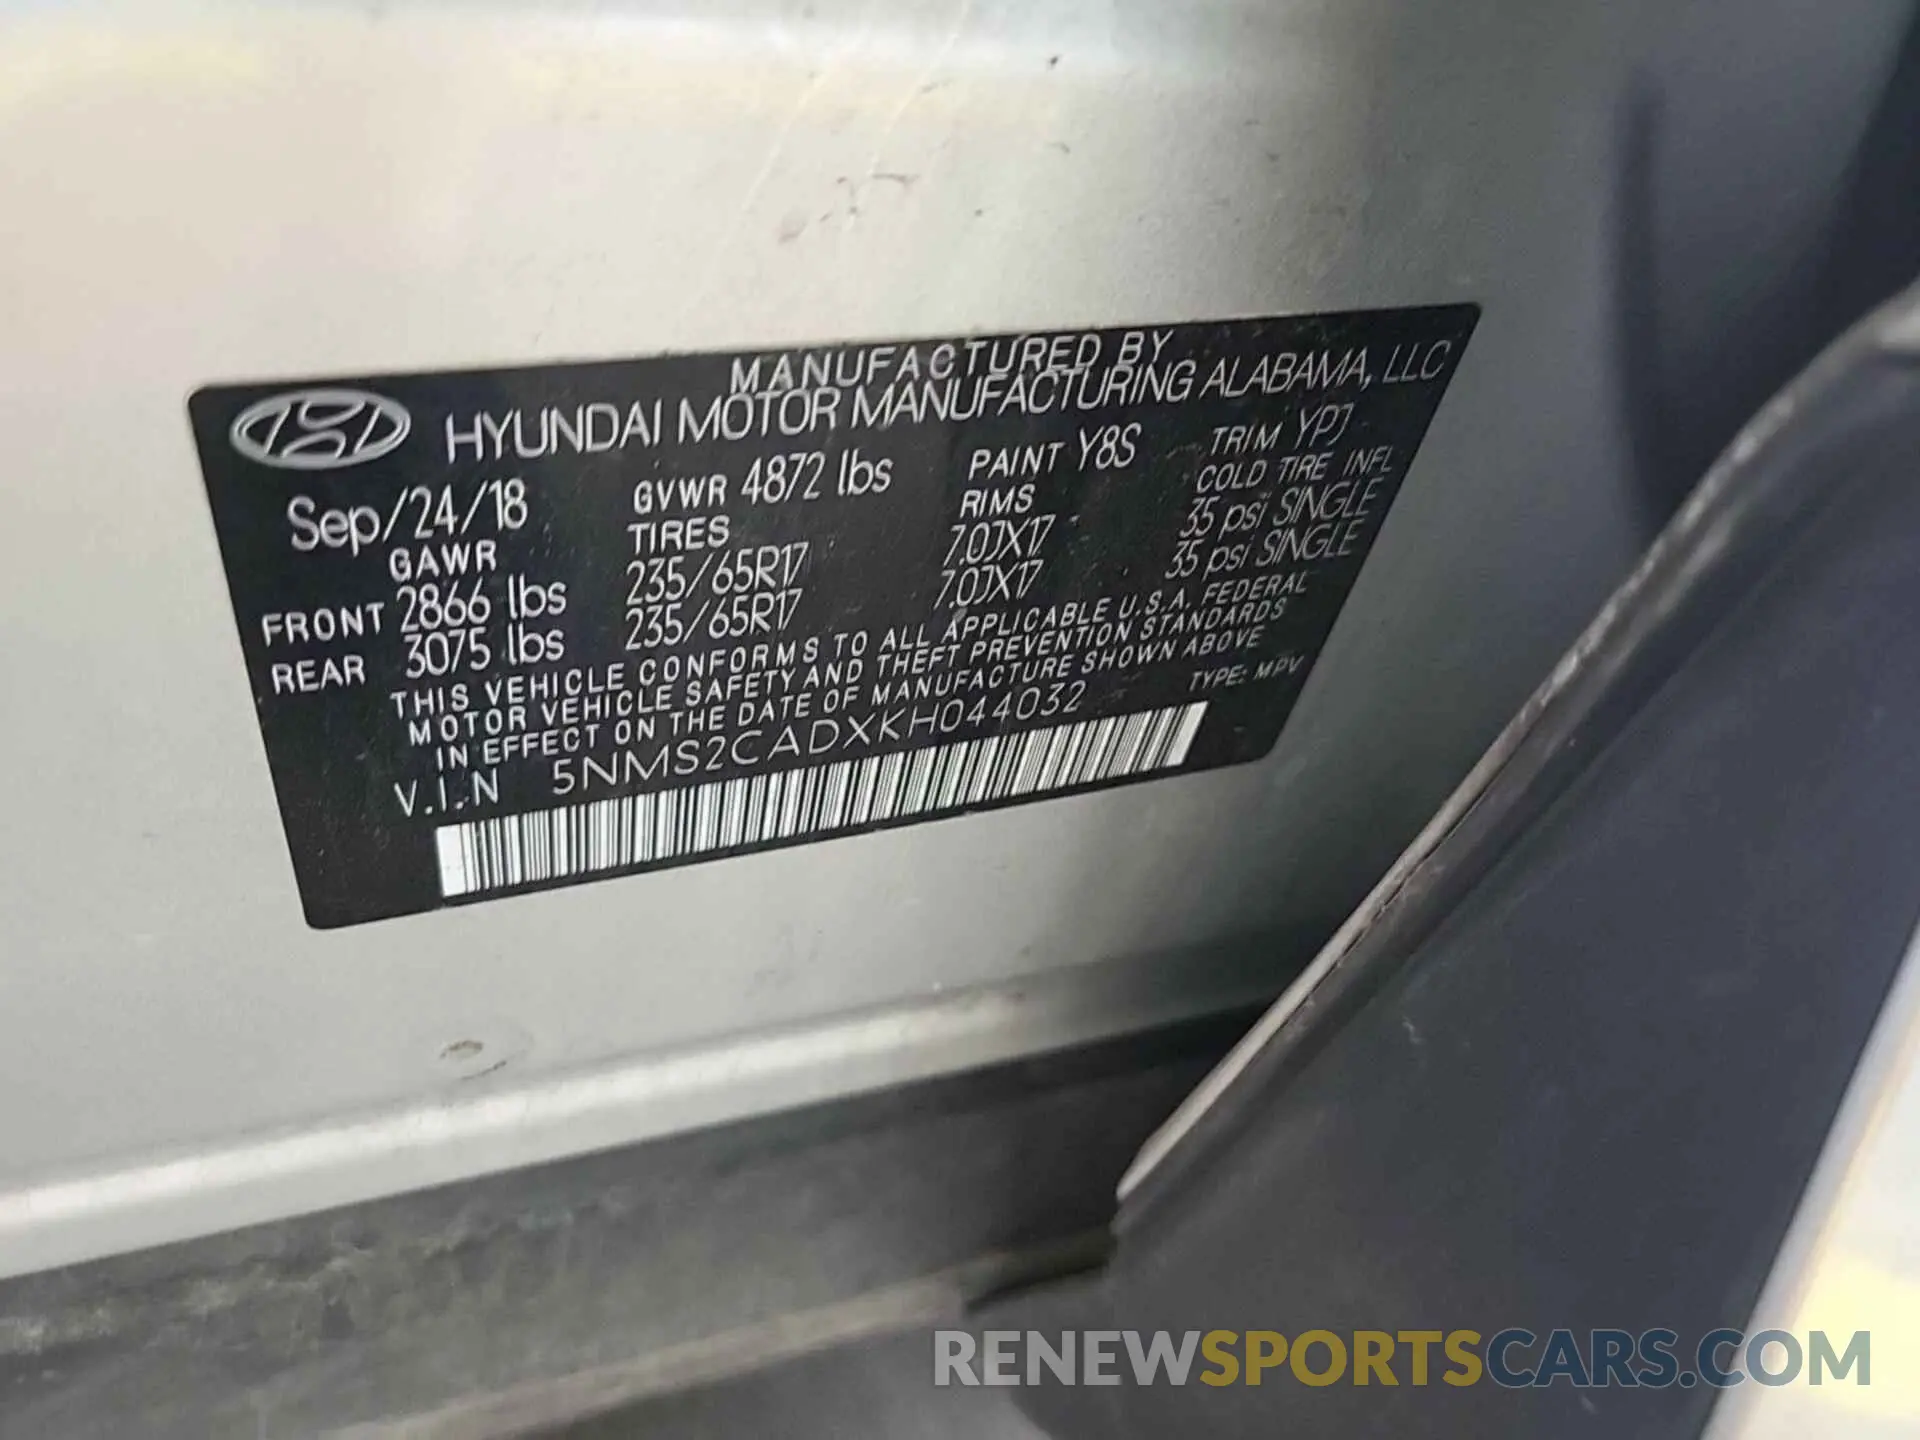 MANUFACTURED BY
HYUNDAI MOTOR MANUFACTURING ALABAMA, LLC
Sep/24/18 GVWR 4872 lbs PAINT Y8S TRIM YPJ
GAWR TIRES RIMS COLD TIRE INFL
FRONT 2866 lbs 235/65R17 7.0JX17 35 psi SINGLE
REAR 3075 lbs 235/65R17 7.0JX17 35 psi SINGLE
THIS VEHICLE CONFORMS TO ALL APPLICABLE U.S.A. FEDERAL
MOTOR VEHICLE SAFETY AND THEFT PREVENTION STANDARDS
IN EFFECT ON THE DATE OF MANUFACTURE SHOWN ABOVE
V.I.N 5NMS2CADXKH044032 TYPE: MPV
RENEWSPORTSCARS.COM